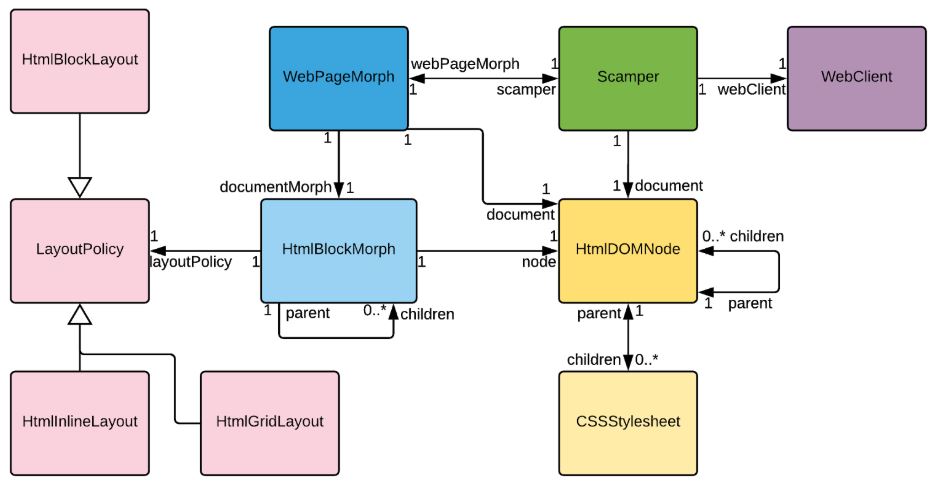 HtmlBlockLayout
WebPageMorph
webPageMorph
1
1
scamper
Scamper
1
1
webClient
WebClient
1
1
1
documentMorph
1
1
document
1
document
LayoutPolicy
1
layoutPolicy
1
HtmlBlockMorph
1
1
node
HtmlDOMNode
0..* children
1
parent
1
parent
0..*
children
parent
1
children
0..*
HtmlInlineLayout
HtmlGridLayout
CSSStylesheet